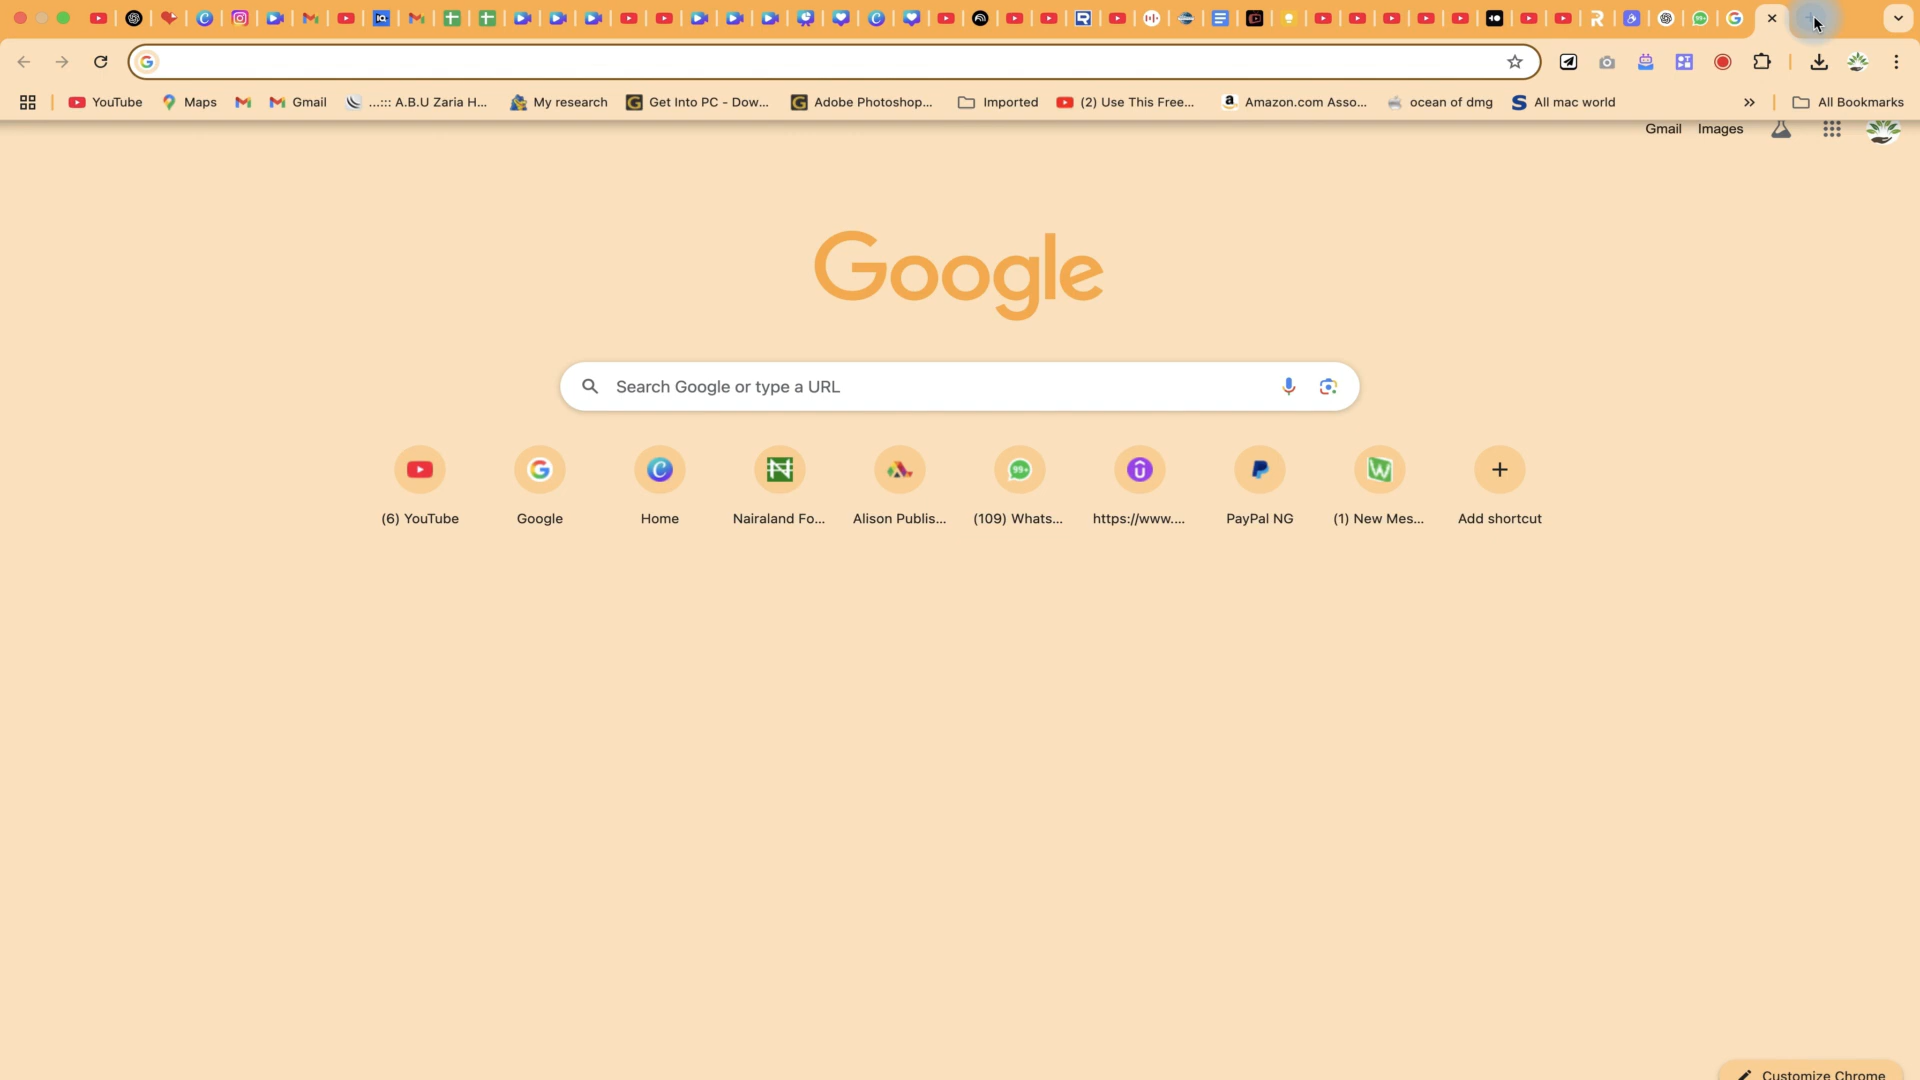 YouTube Maps Gmail ...::: A.B.U Zaria H... My research Get Into PC - Dow... Adobe Photoshop... Imported (2) Use This Free... Amazon.com Asso... ocean of dmg All mac world » All Bookmarks
Gmail Images
Google
Search Google or type a URL
99+
(6) YouTube Google Home Nairaland Fo... Alison Publis... (109) Whats... https://www.... PayPal NG (1) New Mes... Add shortcut
Customize Chrome